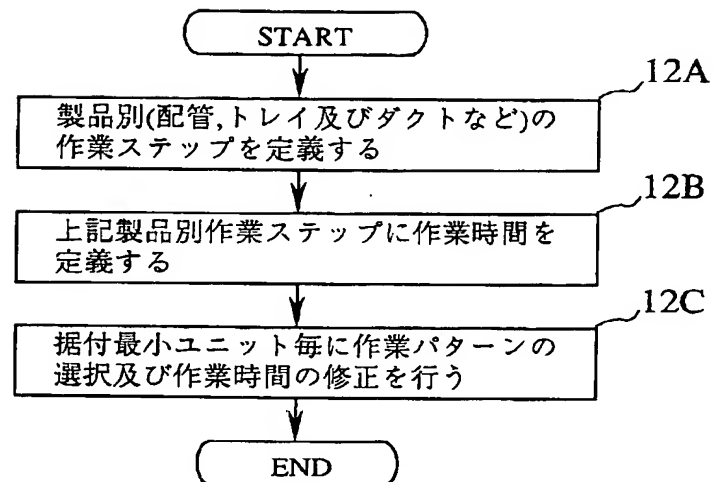 START
12A
製品別(配管,トレイ及びダクトなど)の
作業ステップを定義する
12B
上記製品別作業ステップに作業時間を
定義する
12C
据付最小ユニット毎に作業パターンの
選択及び作業時間の修正を行う
END